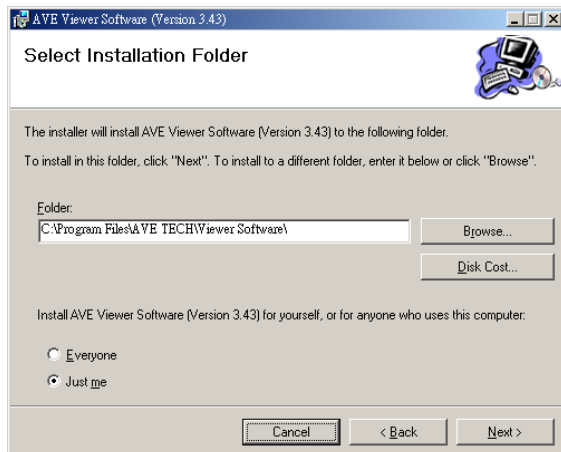 AVE Viewer Software (Version 3.43)
Select Installation Folder
The installer will install AVE Viewer Software (Version 3.43) to the following folder.
To install in this folder, click "Next". To install to a different folder, enter it below or click "Browse".
Folder:
C:\Program Files\AVE TECH\Viewer Software\
Browse...
Disk Cost...
Install AVE Viewer Software (Version 3.43) for yourself, or for anyone who uses this computer:
Everyone
Just me
Cancel
< Back
Next >